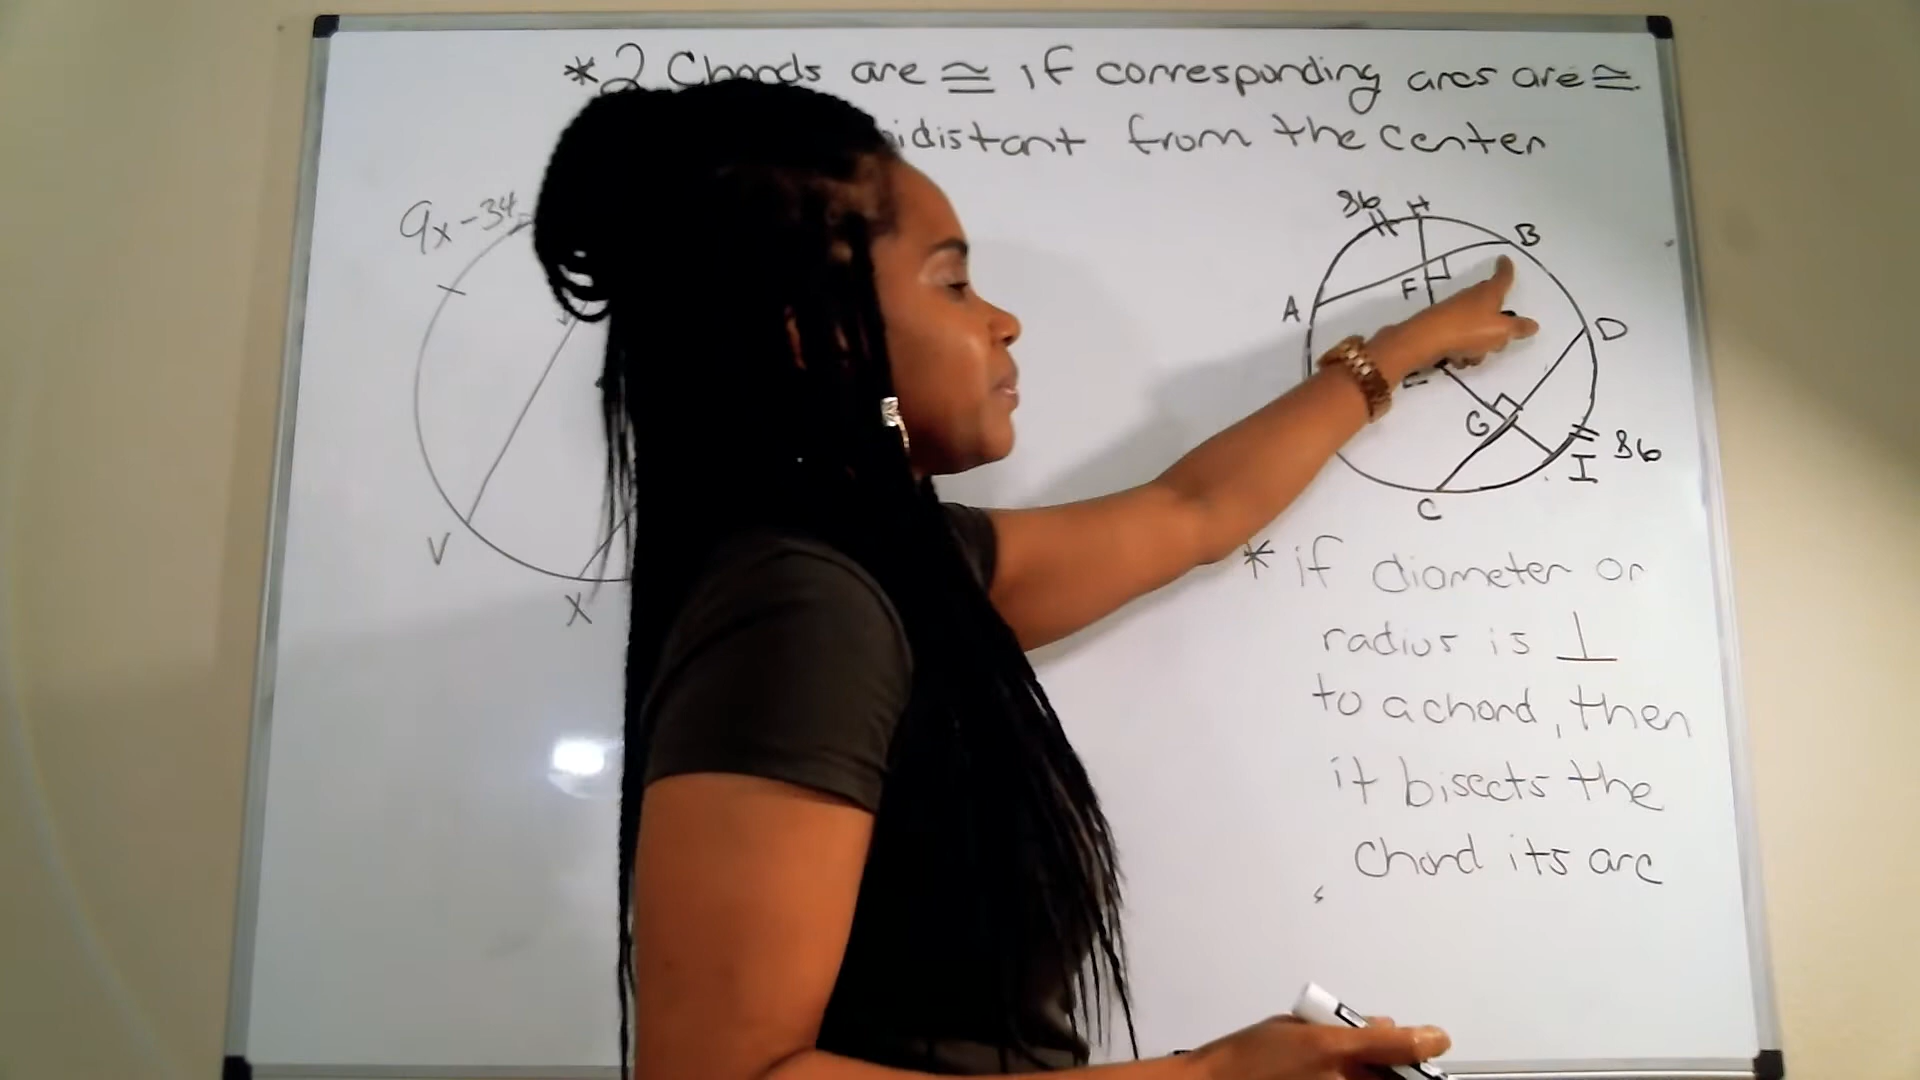 *2 Chords are ≅ if corresponding arcs are ≅
idistant from the center
9x-34
V
X
86
H
B
A
F
D
E
G
86
I
C
* if diameter or
radius is ⊥
to a chord, then
it bisects the
chord its arc